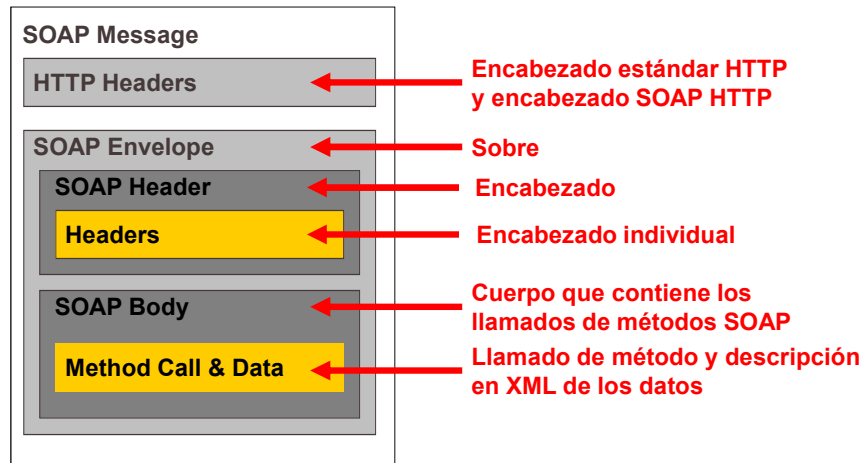 SOAP Message
HTTP Headers
Encabezado estándar HTTP
y encabezado SOAP HTTP
SOAP Envelope
Sobre
SOAP Header
Encabezado
Headers
Encabezado individual
SOAP Body
Cuerpo que contiene los
llamados de métodos SOAP
Method Call & Data
Llamado de método y descripción
en XML de los datos